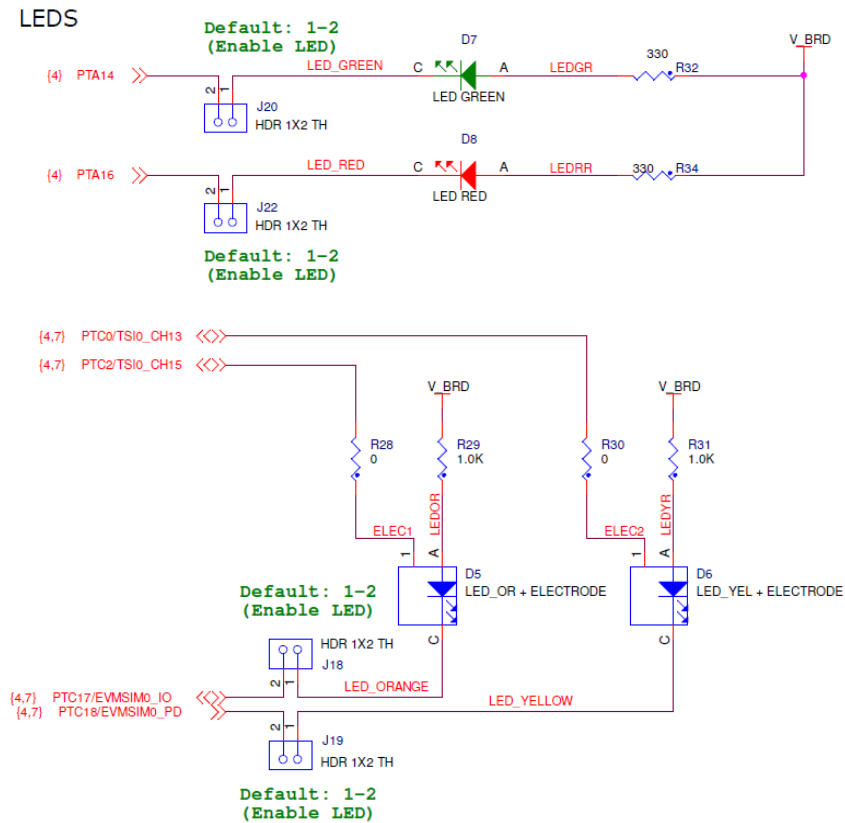 LEDS
Default: 1-2
(Enable LED)
D7
V_BRD
{4} PTA14
LED_GREEN
C
A
LEDGR
330
R32
LED GREEN
2
1
J20
HDR 1X2 TH
D8
{4} PTA16
LED_RED
C
A
LEDRR
330
R34
LED RED
2
1
J22
HDR 1X2 TH
Default: 1-2
(Enable LED)
{4,7} PTC0/TSI0_CH13
{4,7} PTC2/TSI0_CH15
V_BRD
V_BRD
R28
0
R29
1.0K
R30
0
R31
1.0K
LEDOR
LEDYR
ELEC1
ELEC2
1
A
1
A
D5
LED_OR + ELECTRODE
D6
LED_YEL + ELECTRODE
Default: 1-2
(Enable LED)
C
C
HDR 1X2 TH
J18
2
1
LED_ORANGE
{4,7} PTC17/EVMSIM0_IO
LED_YELLOW
{4,7} PTC18/EVMSIM0_PD
2
1
J19
HDR 1X2 TH
Default: 1-2
(Enable LED)